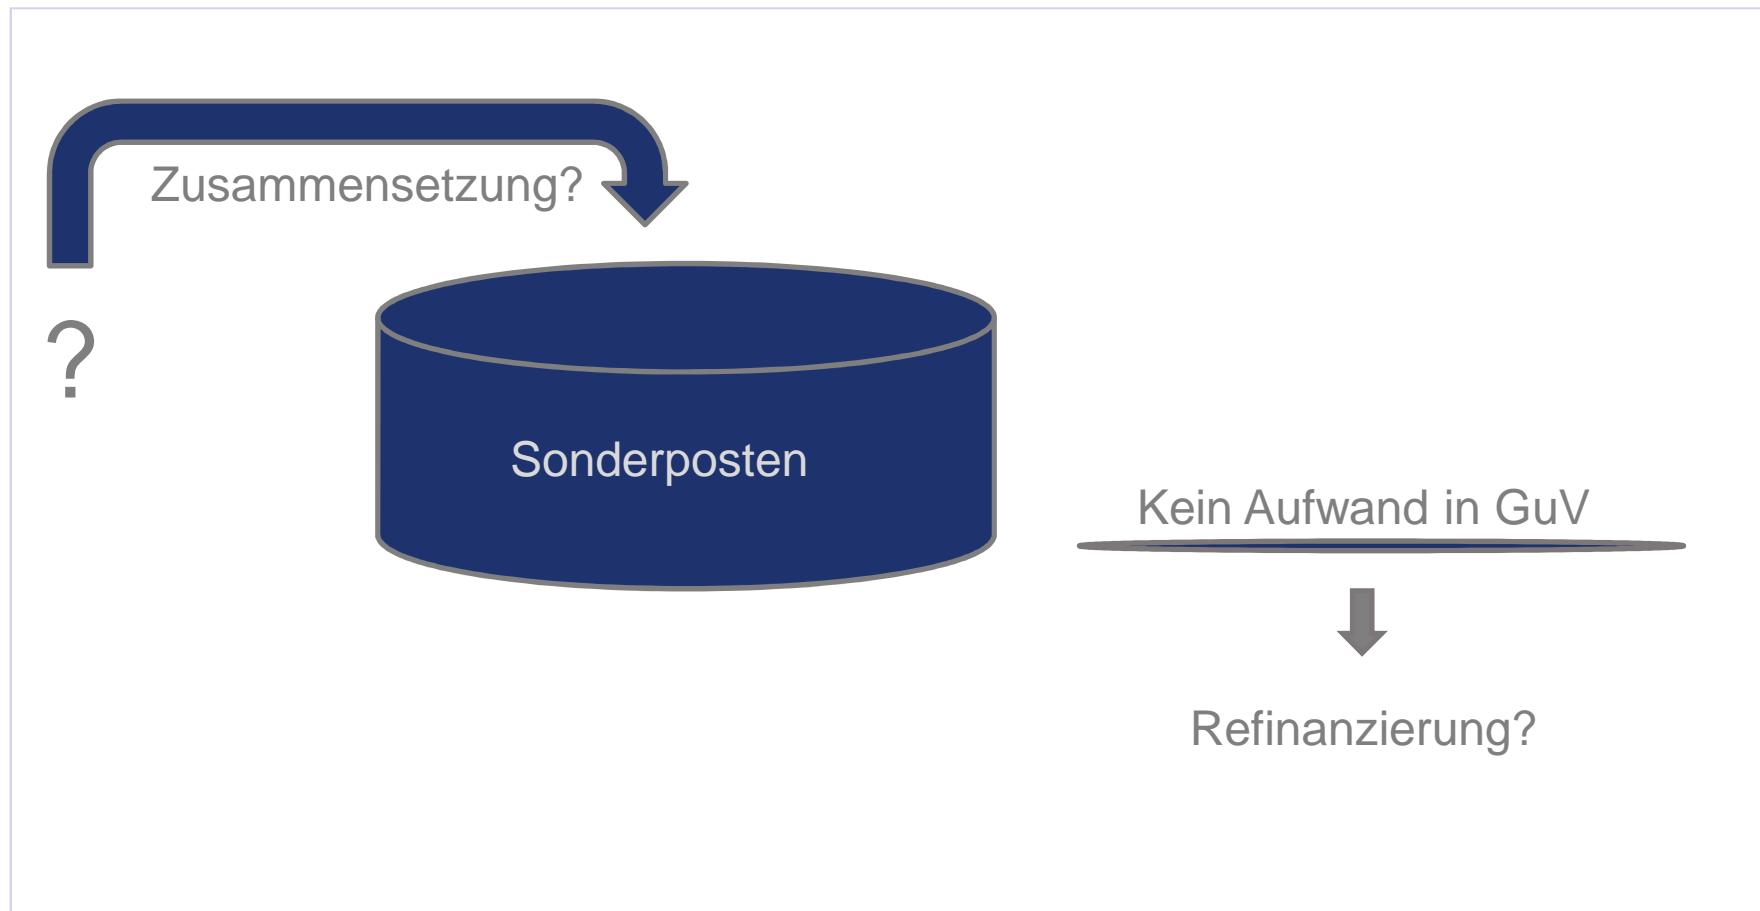 Zusammensetzung?
?
Sonderposten
Kein Aufwand in GuV
Refinanzierung?